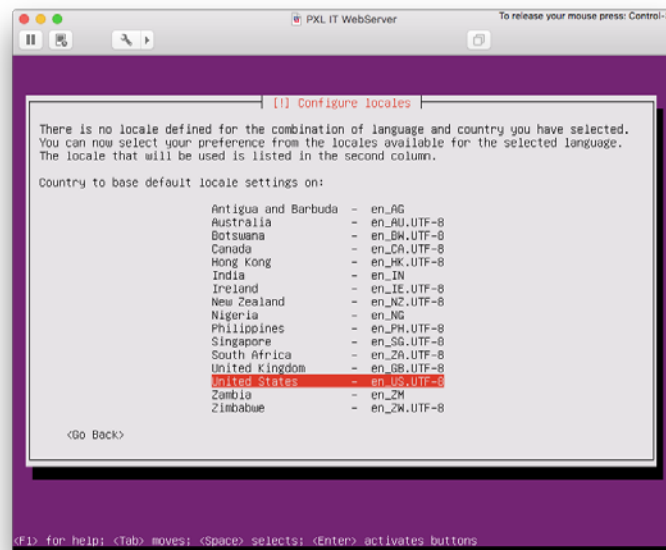 PXL IT WebServer
To release your mouse press: Control-
[!] Configure locales
There is no locale defined for the combination of language and country you have selected.
You can now select your preference from the locales available for the selected language.
The locale that will be used is listed in the second column.
Country to base default locale settings on:
Antigua and Barbuda - en_AG
Australia - en_AU.UTF-8
Botswana - en_BW.UTF-8
Canada - en_CA.UTF-8
Hong Kong - en_HK.UTF-8
India - en_IN
Ireland - en_IE.UTF-8
New Zealand - en_NZ.UTF-8
Nigeria - en_NG
Philippines - en_PH.UTF-8
Singapore - en_SG.UTF-8
South Africa - en_ZA.UTF-8
United Kingdom - en_GB.UTF-8
United States - en_US.UTF-8
Zambia - en_ZM
Zimbabwe - en_ZW.UTF-8
<Go Back>
<F1> for help; <Tab> moves; <Space> selects; <Enter> activates buttons